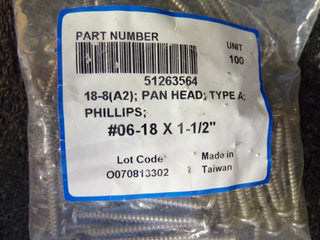 PART NUMBER
UNIT
100
51263564
18-8(A2); PAN HEAD; TYPE A;
PHILLIPS;
#06-18 X 1-1/2"
Lot Code
Made in
O070813302
Taiwan